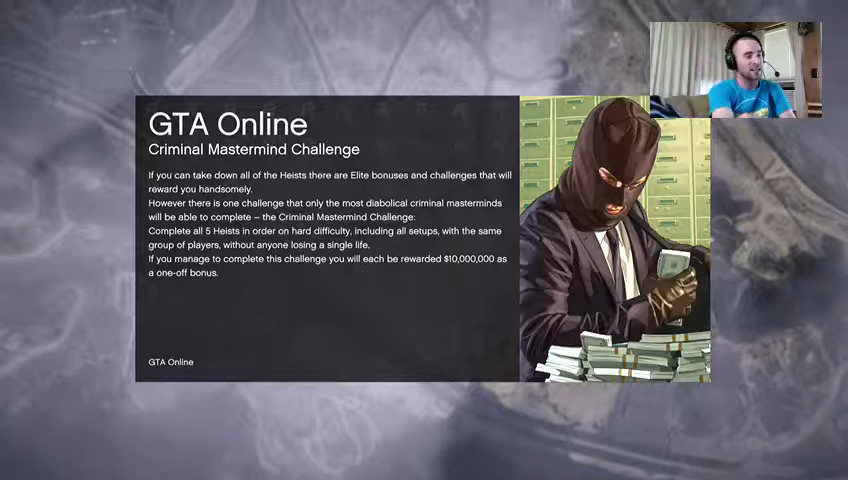 GTA Online
Criminal Mastermind Challenge
If you can take down all of the Heists there are Elite bonuses and challenges that will
reward you handsomely.
However there is one challenge that only the most diabolical criminal masterminds
will be able to complete – the Criminal Mastermind Challenge:
Complete all 5 Heists in order on hard difficulty, including all setups, with the same
group of players, without anyone losing a single life.
If you manage to complete this challenge you will each be rewarded $10,000,000 as
a one-off bonus.
GTA Online